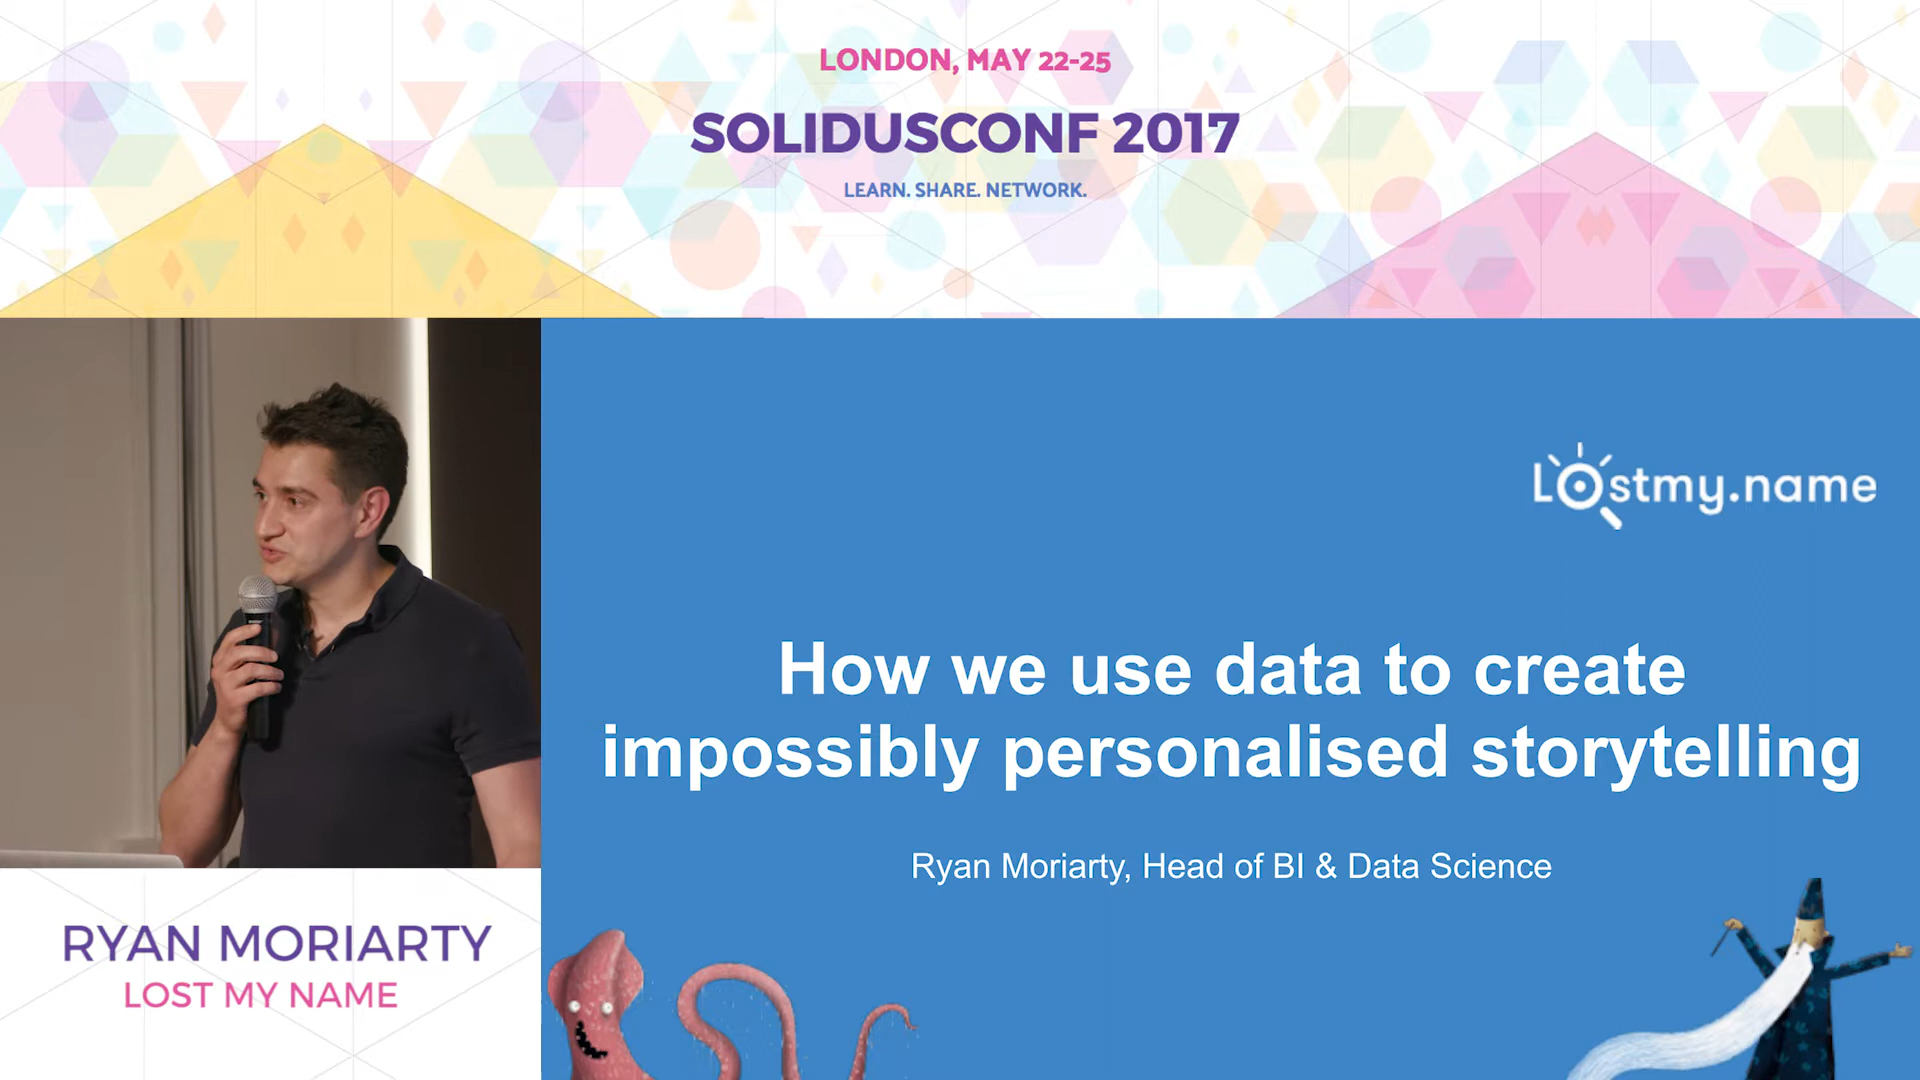 LONDON, MAY 22-25
SOLIDUSCONF 2017
LEARN. SHARE. NETWORK.
Lostmy.name
How we use data to create
impossibly personalised storytelling
Ryan Moriarty, Head of BI & Data Science
RYAN MORIARTY
LOST MY NAME